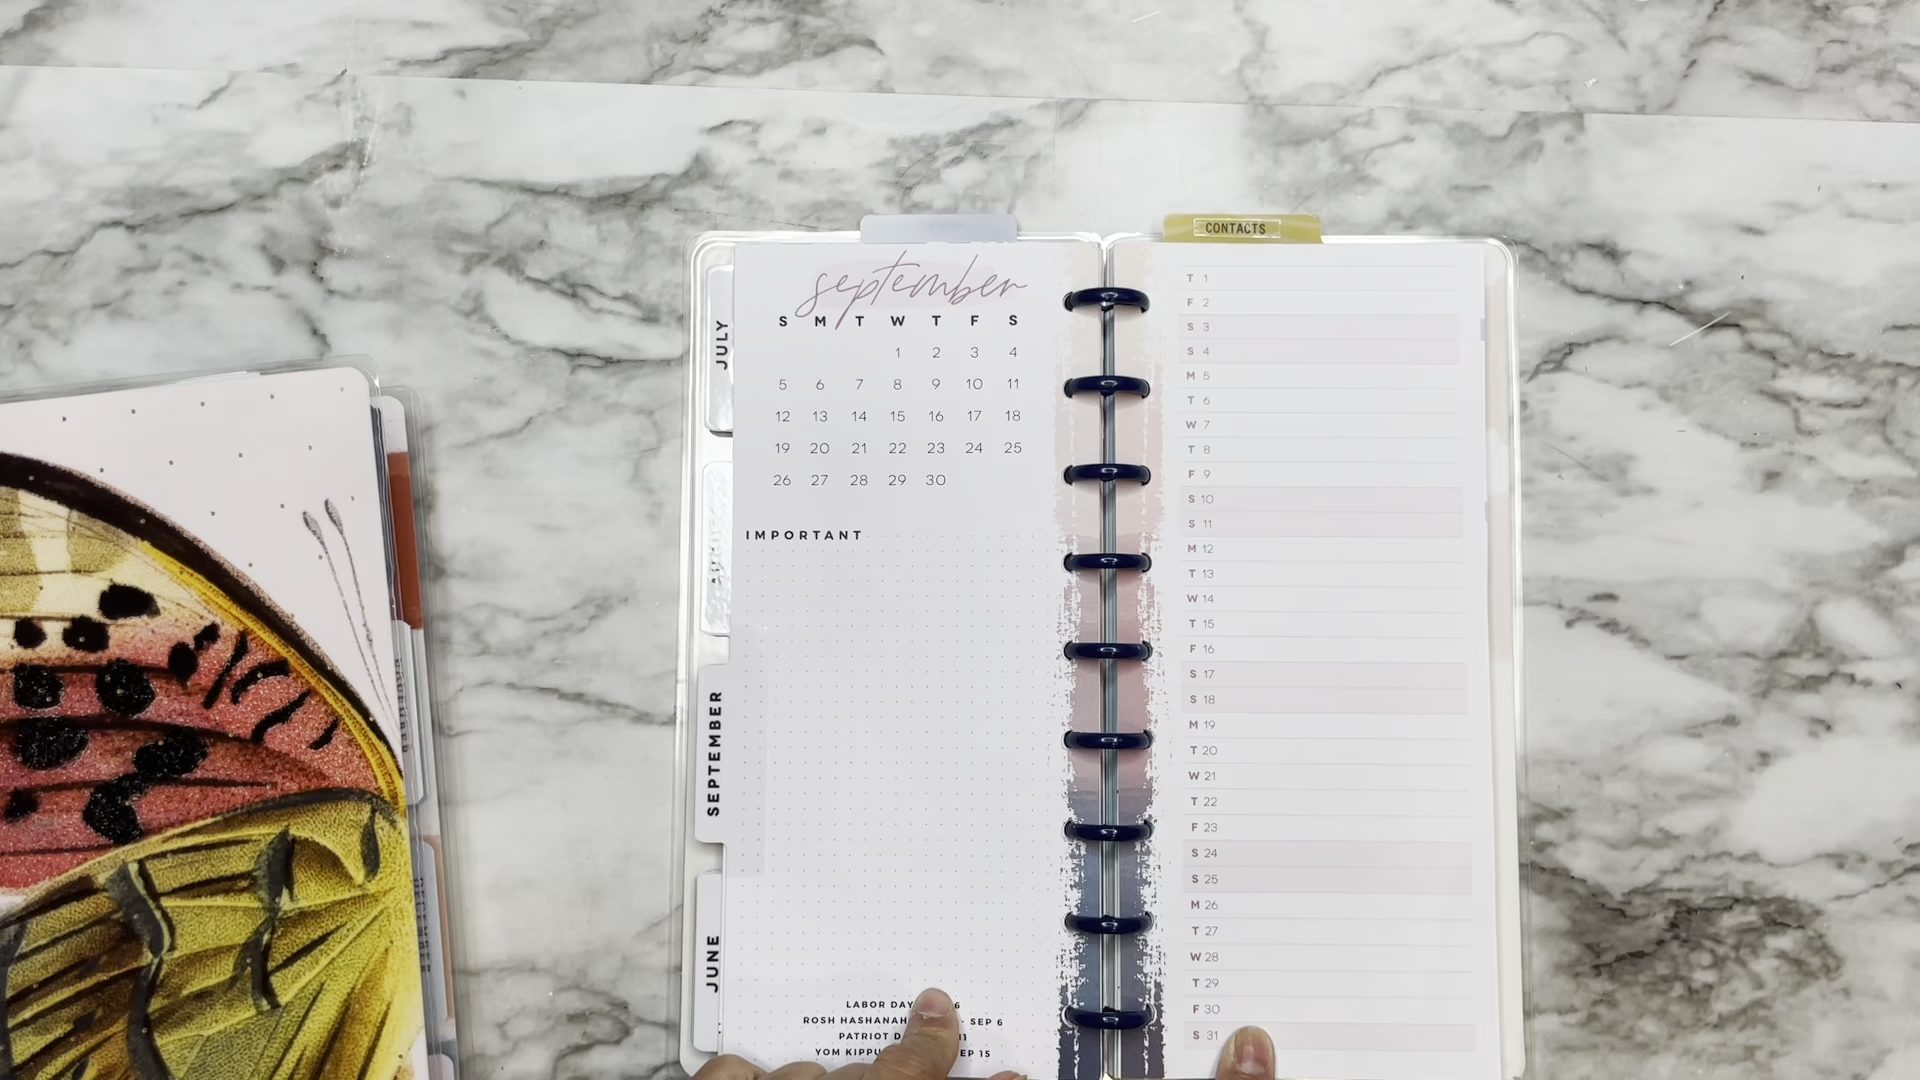 CONTACTS
september
S M T W T F S
1 2 3 4
5 6 7 8 9 10 11
12 13 14 15 16 17 18
19 20 21 22 23 24 25
26 27 28 29 30
IMPORTANT
LABOR DAY 6
ROSH HASHANAH - SEP 6
PATRIOT 11
YOM SEP 15
JULY
SEPTEMBER
JUNE
T 1
F 2
S 3
S 4
M 5
T 6
W 7
T 8
F 9
S 10
S 11
M 12
T 13
W 14
T 15
F 16
S 17
S 18
M 19
T 20
W 21
T 22
F 23
S 24
S 25
M 26
T 27
W 28
T 29
F 30
S 31